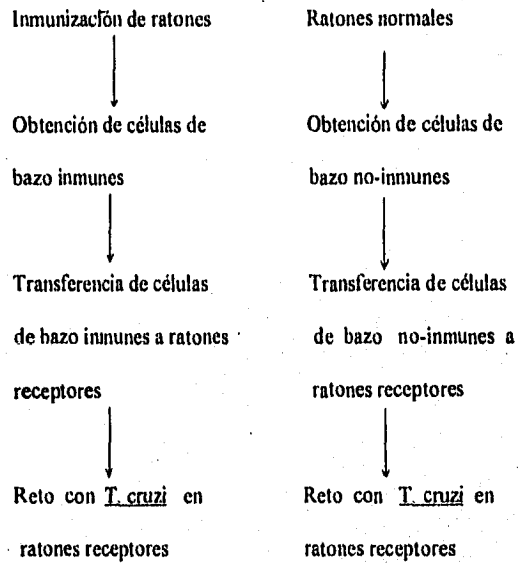 Inmunización de ratones
Obtención de células de
bazo inmunes
Transferencia de células
de bazo inmunes a ratones
receptores
Reto con T. cruzi en
ratones receptores
Ratones normales
Obtención de células de
bazo no-inmunes
Transferencia de células
de bazo no-inmunes a
ratones receptores
Reto con T. cruzi en
ratones receptores